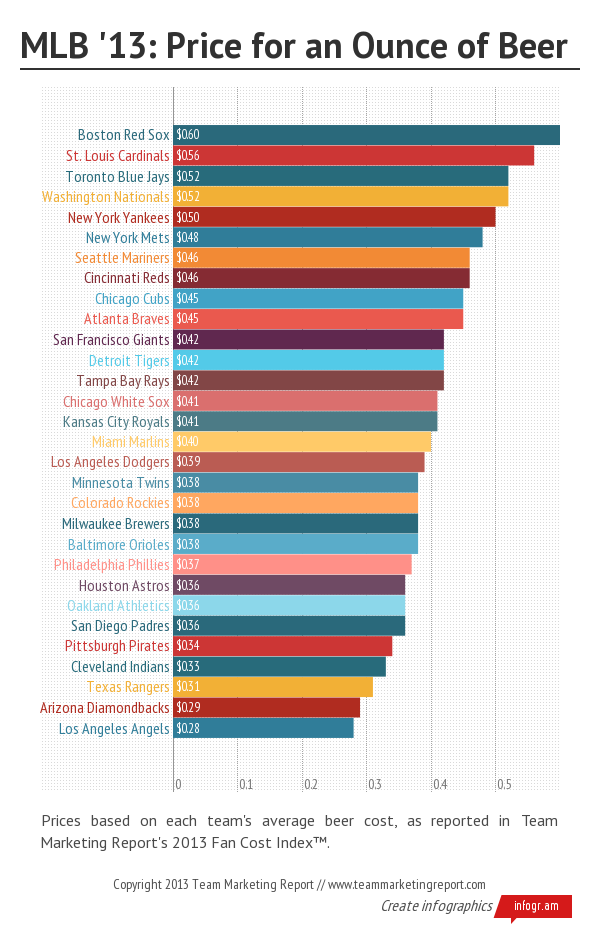 MLB '13: Price for an Ounce of Beer
Boston Red Sox $0.60
St. Louis Cardinals $0.56
Toronto Blue Jays $0.52
Washington Nationals $0.52
New York Yankees $0.50
New York Mets $0.48
Seattle Mariners $0.46
Cincinnati Reds $0.46
Chicago Cubs $0.45
Atlanta Braves $0.45
San Francisco Giants $0.42
Detroit Tigers $0.42
Tampa Bay Rays $0.42
Chicago White Sox $0.41
Kansas City Royals $0.41
Miami Marlins $0.40
Los Angeles Dodgers $0.39
Minnesota Twins $0.38
Colorado Rockies $0.38
Milwaukee Brewers $0.38
Baltimore Orioles $0.38
Philadelphia Phillies $0.37
Houston Astros $0.36
Oakland Athletics $0.36
San Diego Padres $0.36
Pittsburgh Pirates $0.34
Cleveland Indians $0.33
Texas Rangers $0.31
Arizona Diamondbacks $0.29
Los Angeles Angels $0.28
0 0.1 0.2 0.3 0.4 0.5
Prices based on each team's average beer cost, as reported in Team
Marketing Report's 2013 Fan Cost Index™.
Copyright 2013 Team Marketing Report // www.teammarketingreport.com
Create infographics infogr.am